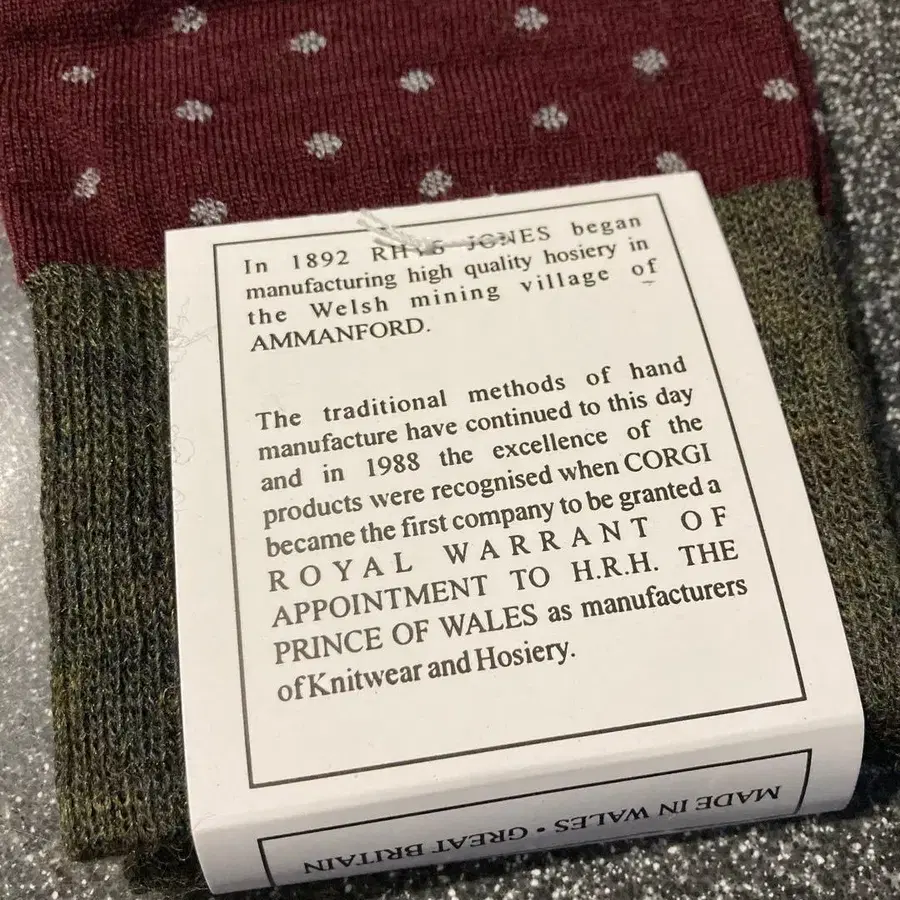 In 1892 RHYS JONES began
manufacturing high quality hosiery in
the Welsh mining village of
AMMANFORD.
The traditional methods of hand
manufacture have continued to this day
and in 1988 the excellence of the
products were recognised when CORGI
became the first company to be granted a
ROYAL WARRANT OF
APPOINTMENT TO H.R.H. THE
PRINCE OF WALES as manufacturers
of Knitwear and Hosiery.
MADE IN WALES • GREAT BRITAIN